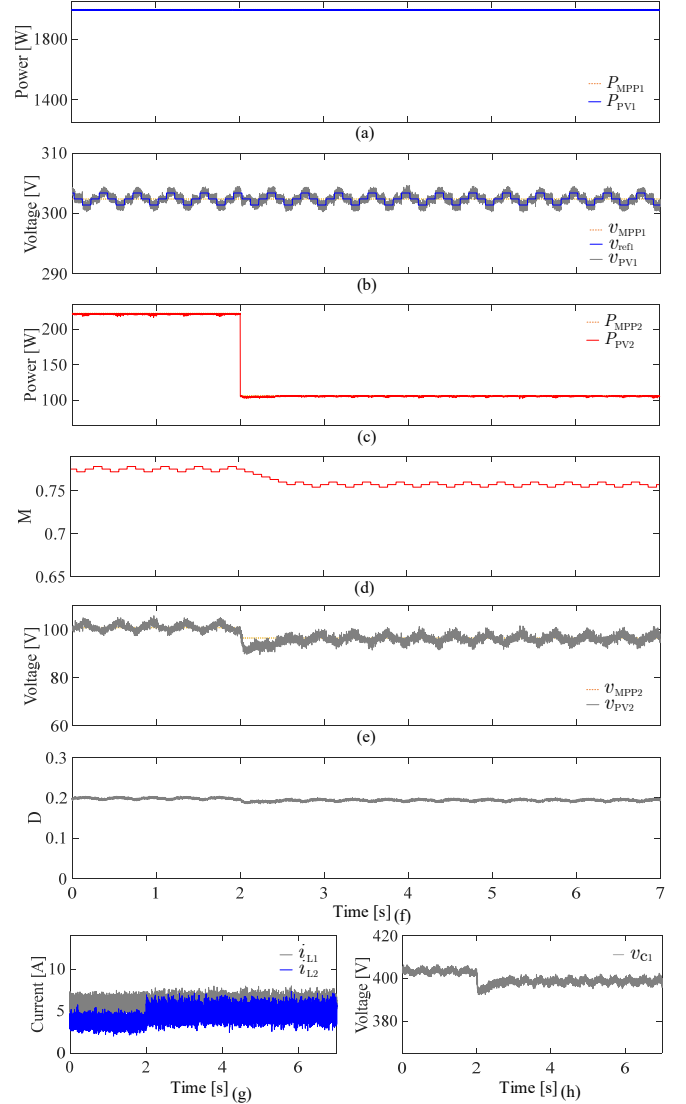 1800
1400
Power [W]
P_MPP1
P_PV1
(a)
310
300
290
Voltage [V]
v_MPP1
v_ref1
v_PV1
(b)
200
150
100
Power [W]
P_MPP2
P_PV2
(c)
0.75
0.7
0.65
M
(d)
100
80
60
Voltage [V]
v_MPP2
v_PV2
(e)
0.3
0.2
0.1
0
D
0 1 2 3 4 5 6 7
Time [s] (f)
10
5
0
Current [A]
i_L1
i_L2
0 2 4 6
Time [s] (g)
420
400
380
Voltage [V]
v_C1
0 2 4 6
Time [s] (h)